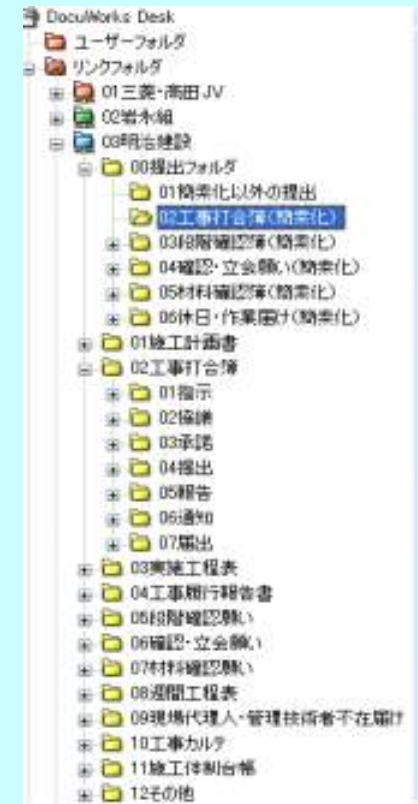 DocuWorks Desk
ユーザーフォルダ
リンクフォルダ
01三菱・高田JV
02岩永組
03明治建設
00提出フォルダ
01簡素化以外の提出
02工事打合簿(簡素化)
03段階確認簿(簡素化)
04確認・立会願い(簡素化)
05材料確認簿(簡素化)
06休日・作業届け(簡素化)
01施工計画書
02工事打合簿
01指示
02協議
03承諾
04提出
05報告
06通知
07届出
03実施工程表
04工事履行報告書
05段階確認願い
06確認・立会願い
07材料確認願い
08週間工程表
09現場代理人・管理技術者不在届け
10工事カルテ
11施工体制台帳
12その他